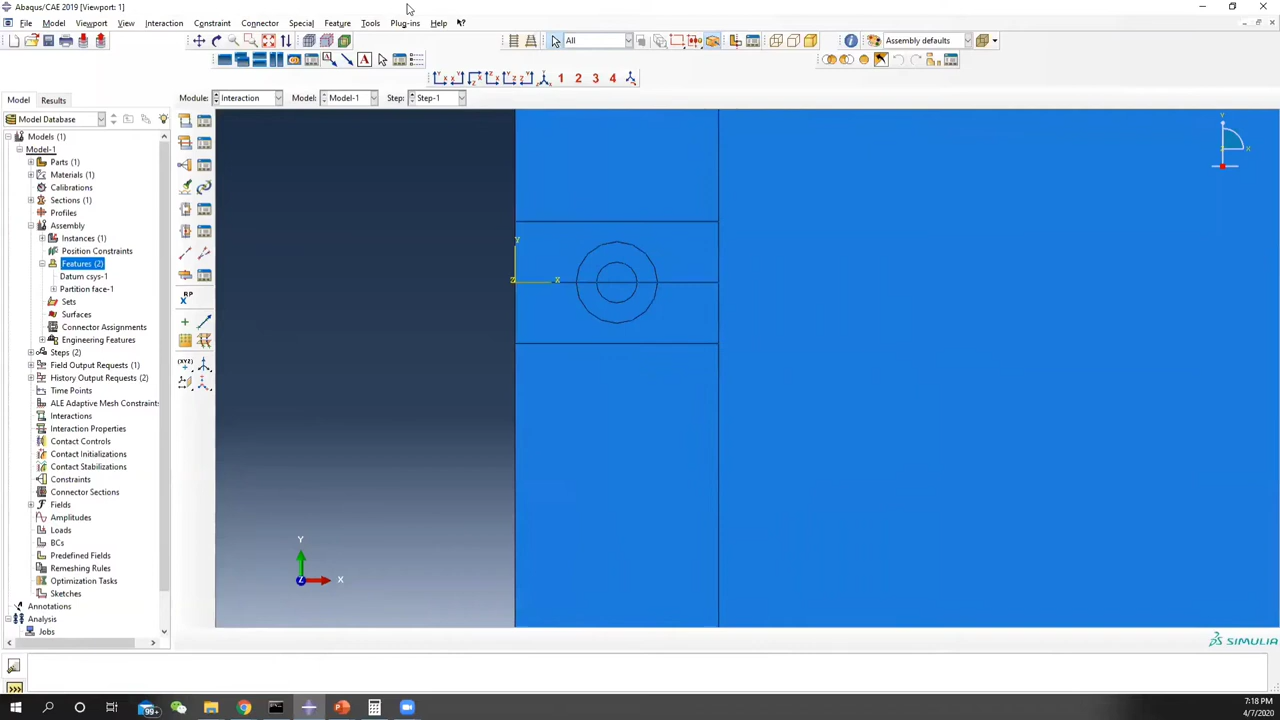 Abaqus/CAE 2019 [Viewport: 1]
File Model Viewport View Interaction Constraint Connector Special Feature Tools Plug-ins Help
All
Assembly defaults
1 2 3 4
Model Results
Module: Interaction Model: Model-1 Step: Step-1
Model Database
Models (1)
Model-1
Parts (1)
Materials (1)
Calibrations
Sections (1)
Profiles
Assembly
Instances (1)
Position Constraints
Features (2)
Datum csys-1
Partition face-1
Sets
Surfaces
Connector Assignments
Engineering Features
Steps (2)
Field Output Requests (1)
History Output Requests (2)
Time Points
ALE Adaptive Mesh Constraints
Interactions
Interaction Properties
Contact Controls
Contact Initializations
Contact Stabilizations
Constraints
Connector Sections
Fields
Amplitudes
Loads
BCs
Predefined Fields
Remeshing Rules
Optimization Tasks
Sketches
Annotations
Analysis
Jobs
RP
(XYZ)
Y
X
Z
Y
X
Z
Y
X
SIMULIA
99+
7:18 PM
4/7/2020